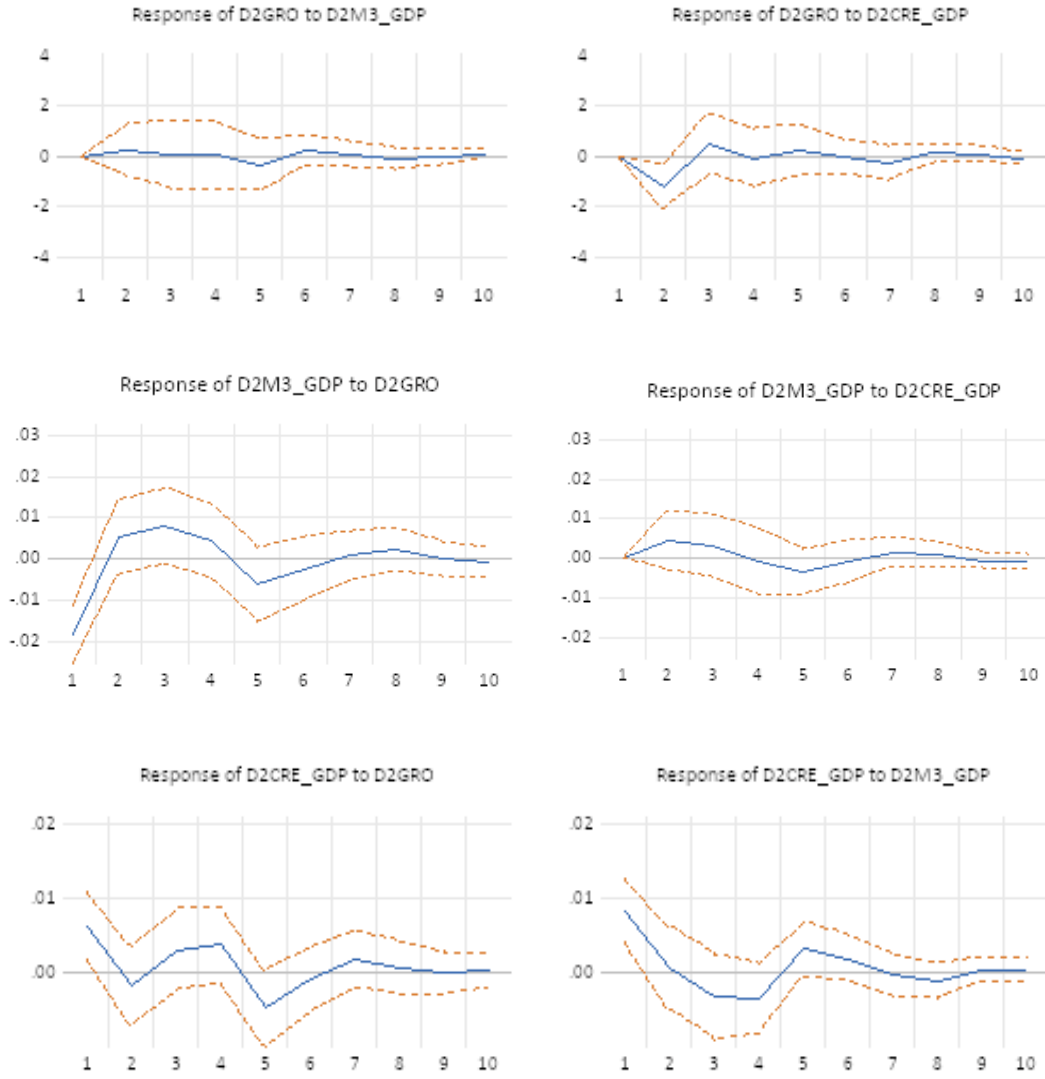 Response of D2GRO to D2M3_GDP
4
2
0
-2
-4
1 2 3 4 5 6 7 8 9 10
Response of D2GRO to D2CRE_GDP
4
2
0
-2
-4
1 2 3 4 5 6 7 8 9 10
Response of D2M3_GDP to D2GRO
.03
.02
.01
.00
-.01
-.02
1 2 3 4 5 6 7 8 9 10
Response of D2M3_GDP to D2CRE_GDP
.03
.02
.01
.00
-.01
-.02
1 2 3 4 5 6 7 8 9 10
Response of D2CRE_GDP to D2GRO
.02
.01
.00
1 2 3 4 5 6 7 8 9 10
Response of D2CRE_GDP to D2M3_GDP
.02
.01
.00
1 2 3 4 5 6 7 8 9 10